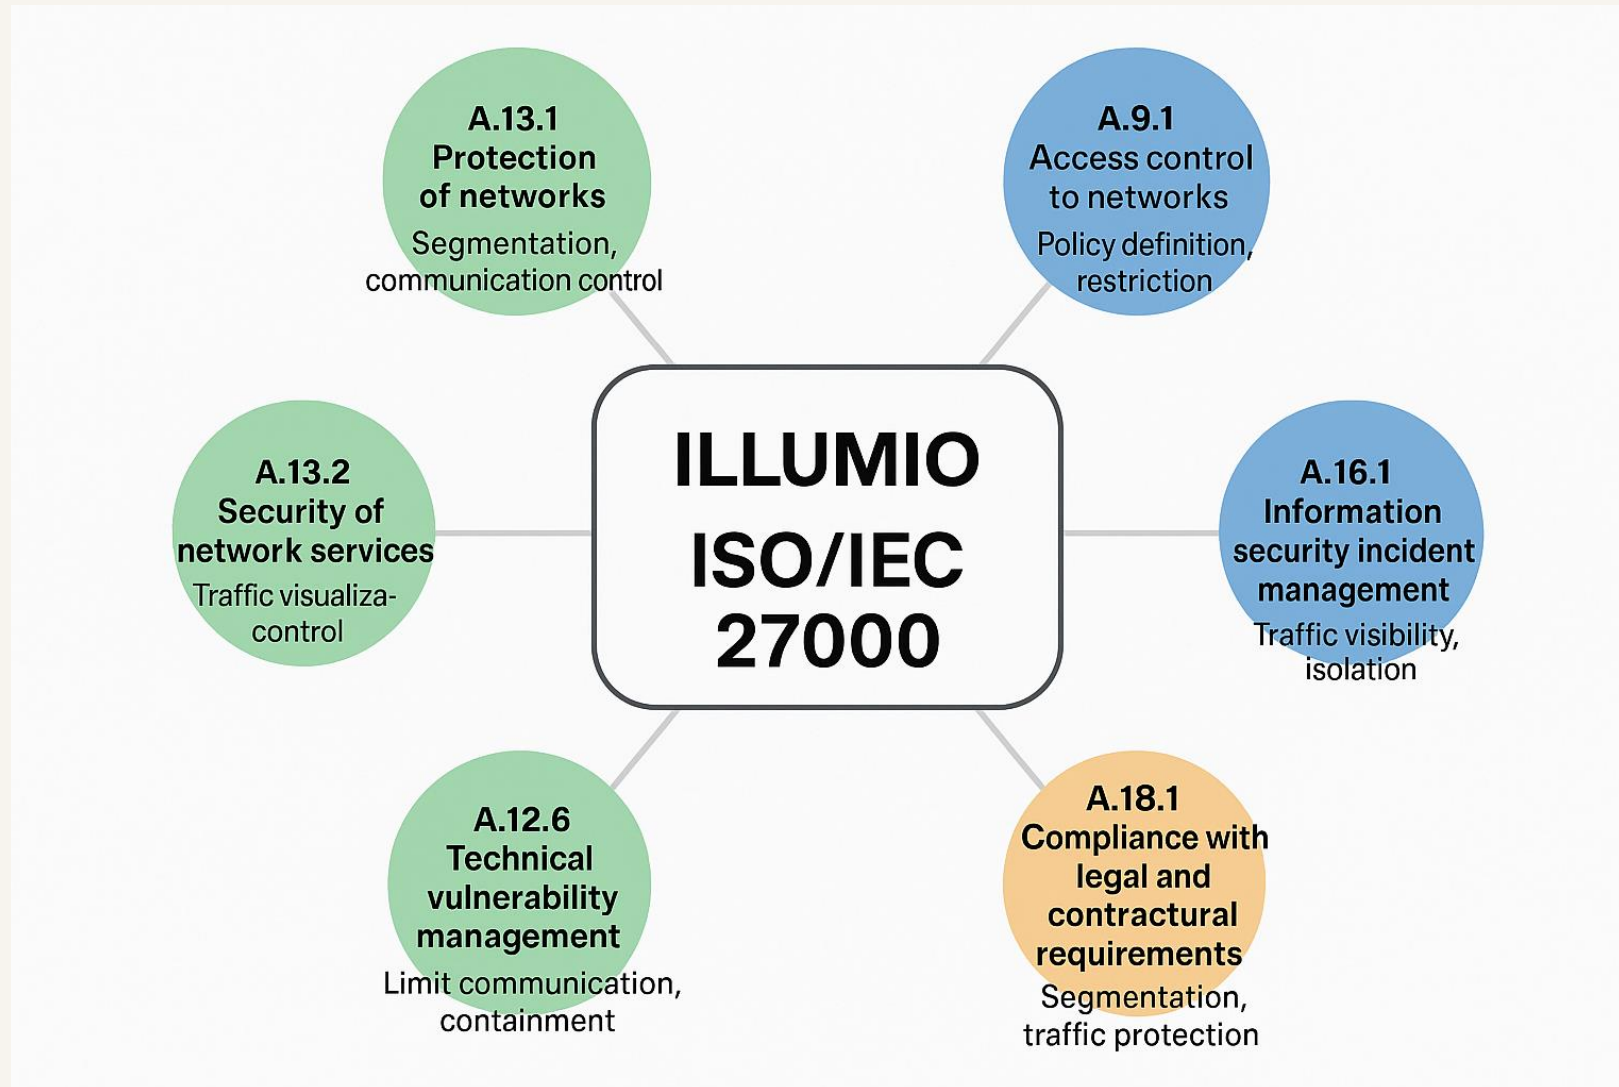 A.13.1
Protection
of networks
Segmentation,
communication control
A.9.1
Access control
to networks
Policy definition,
restriction
A.13.2
Security of
network services
Traffic visualiza-
control
ILLUMIO
ISO/IEC
27000
A.16.1
Information
security incident
management
Traffic visibility,
isolation
A.12.6
Technical
vulnerability
management
Limit communication,
containment
A.18.1
Compliance with
legal and
contractural
requirements
Segmentation,
traffic protection